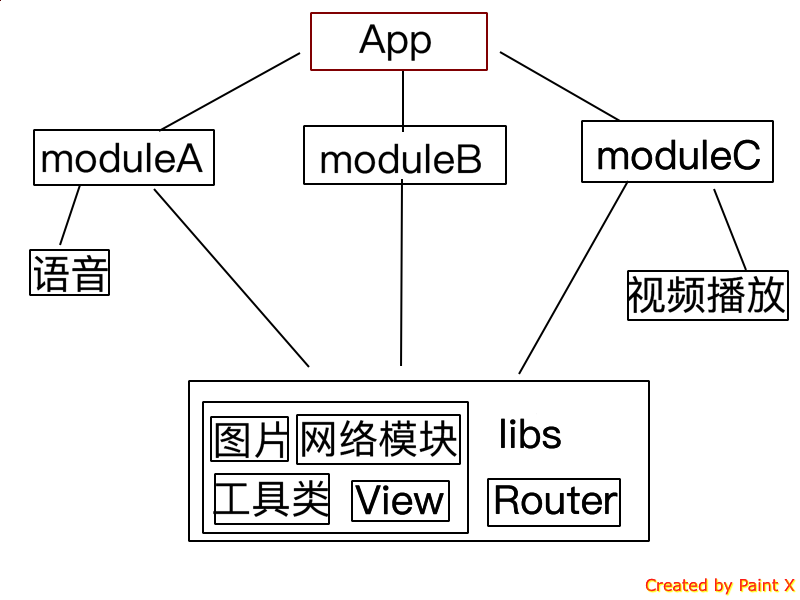 App
moduleA
moduleB
moduleC
语音
视频播放
图片
网络模块
libs
工具类
View
Router
Created by Paint X